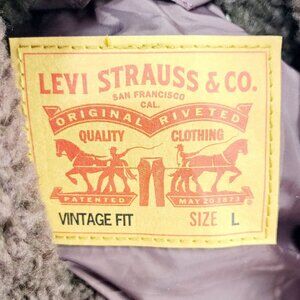 LEVI STRAUSS & CO.
SAN FRANCISCO
CAL.
ORIGINAL RIVETED
QUALITY CLOTHING
PATENTED MAY 20 1873
VINTAGE FIT SIZE L